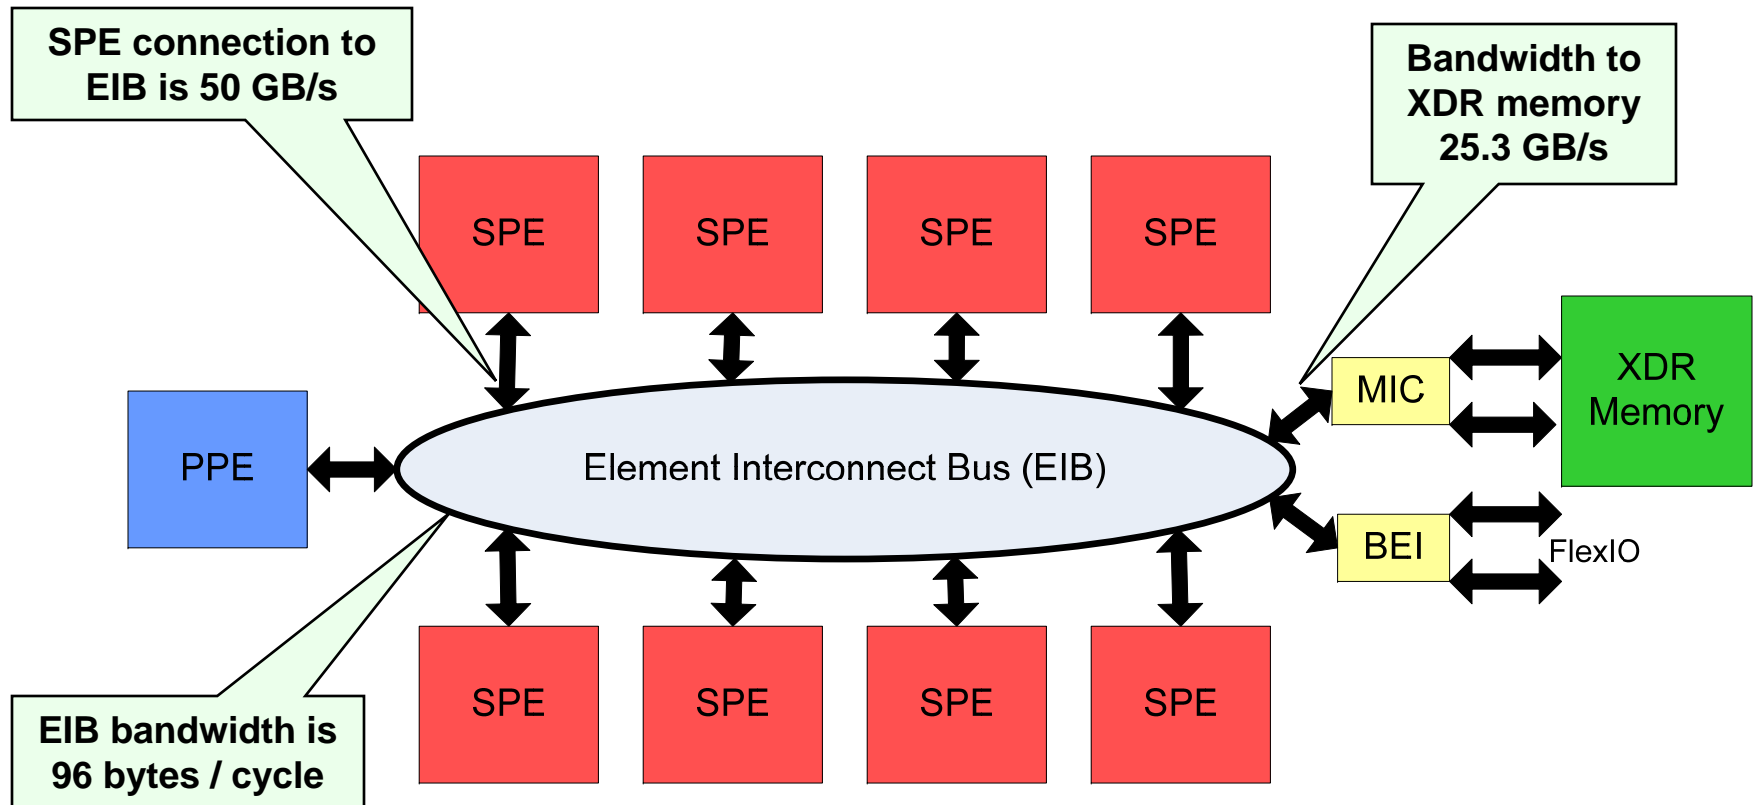 SPE connection to
EIB is 50 GB/s
Bandwidth to
XDR memory
25.3 GB/s
SPE
SPE
SPE
SPE
MIC
XDR
Memory
PPE
Element Interconnect Bus (EIB)
BEI
FlexIO
SPE
SPE
SPE
SPE
EIB bandwidth is
96 bytes / cycle